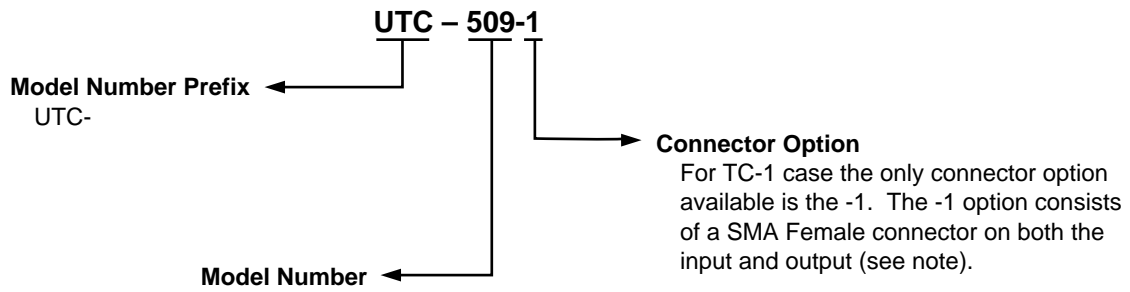 UTC – 509-1
Model Number Prefix
UTC-
Connector Option
For TC-1 case the only connector option
available is the -1.  The -1 option consists
of a SMA Female connector on both the
input and output (see note).
Model Number